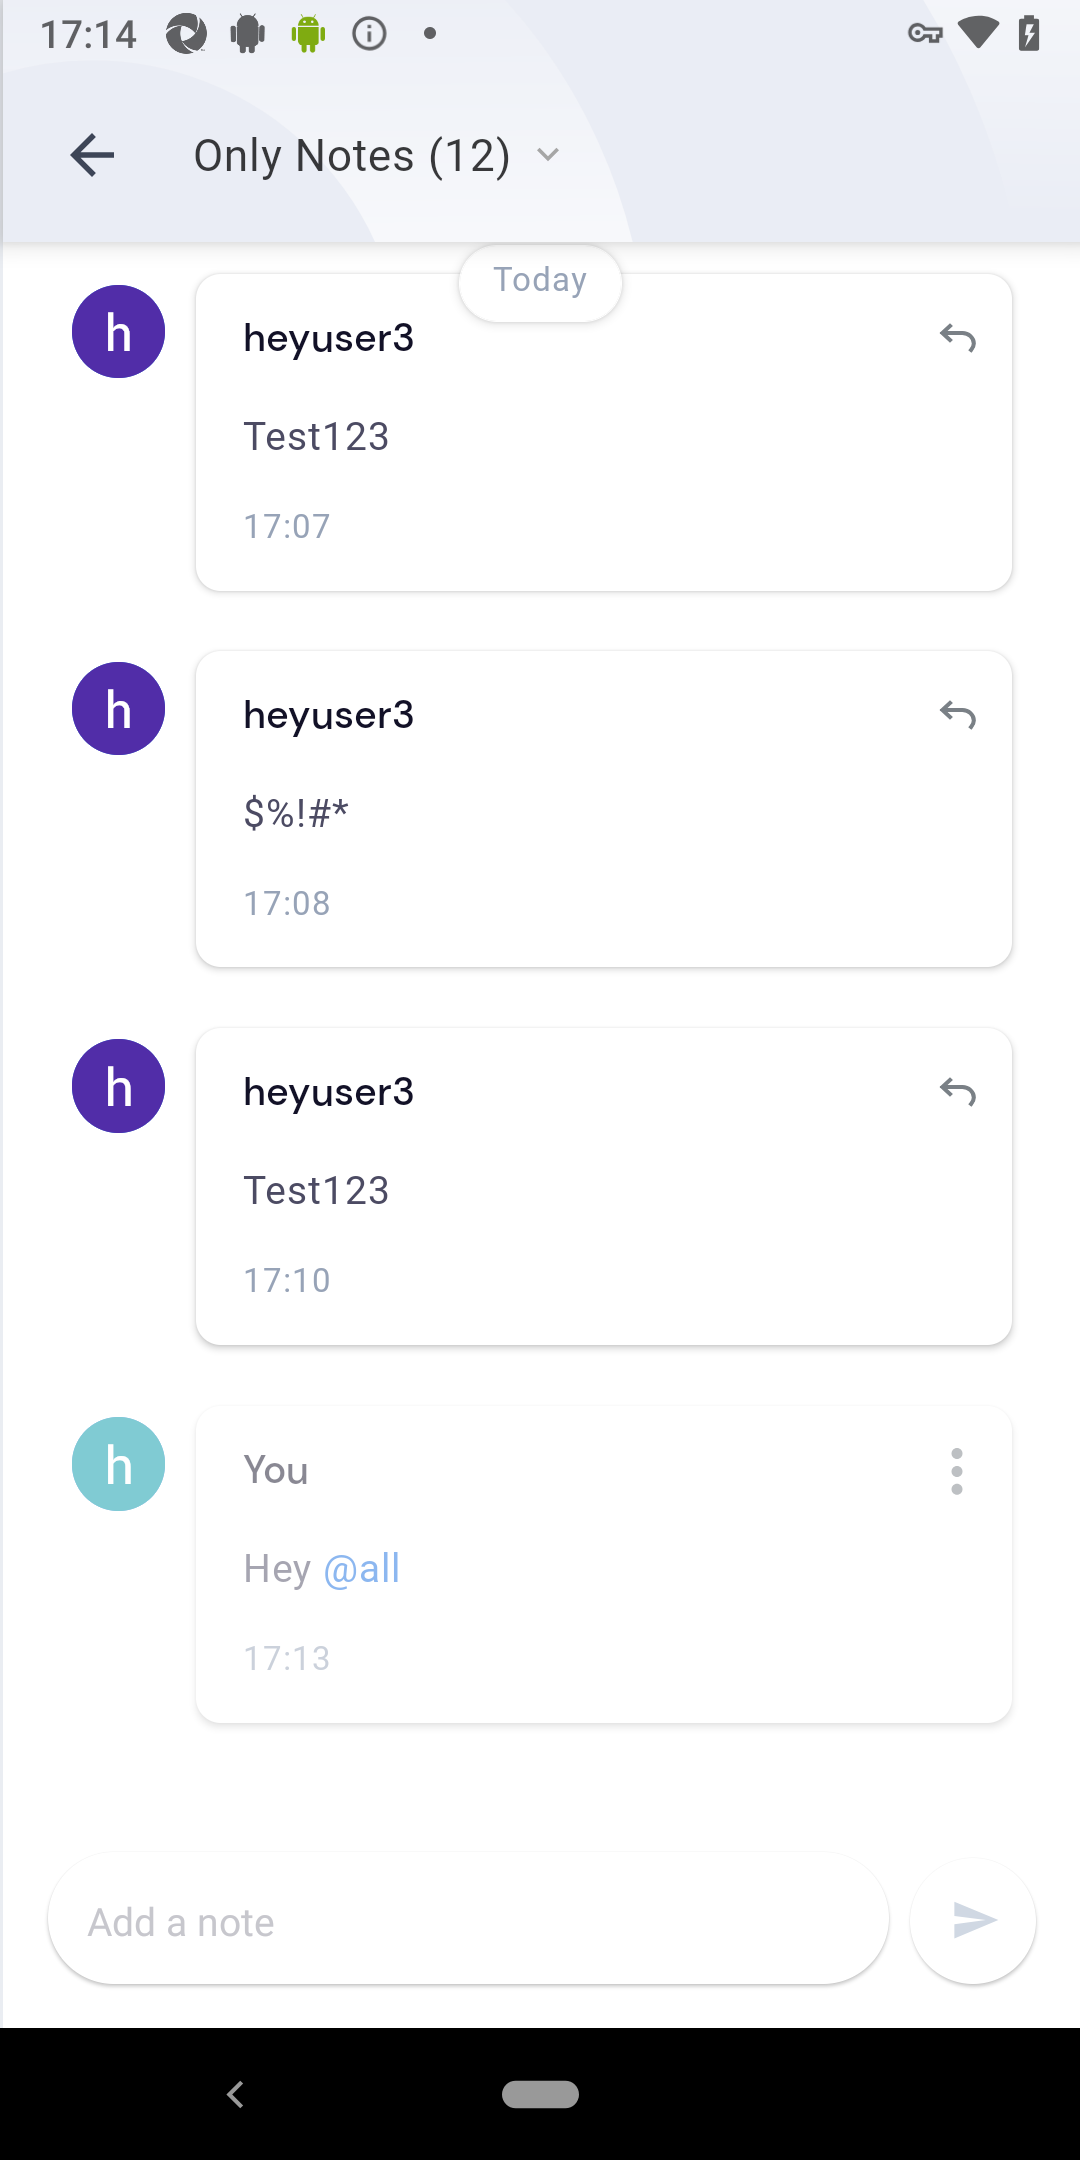 17:14
Only Notes (12)
Today
h
heyuser3
Test123
17:07
h
heyuser3
$%!#*
17:08
h
heyuser3
Test123
17:10
h
You
Hey @all
17:13
Add a note